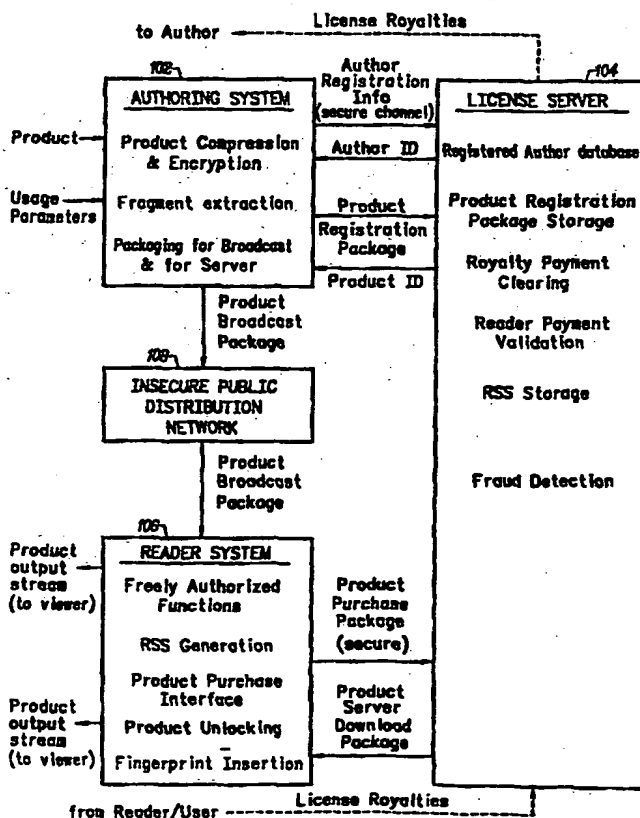 License Royalties
to Author
102
AUTHORING SYSTEM
Product Compression
& Encryption
Fragment extraction
Packaging for Broadcast
& for Server
Product
Usage
Parameters
Author
Registration
Info
(secure channel)
Author ID
Product
Registration
Package
Product ID
104
LICENSE SERVER
Registered Author database
Product Registration
Package Storage
Royalty Payment
Clearing
Reader Payment
Validation
RSS Storage
Fraud Detection
Product
Broadcast
Package
108
INSECURE PUBLIC
DISTRIBUTION
NETWORK
Product
Broadcast
Package
106
READER SYSTEM
Freely Authorized
Functions
RSS Generation
Product Purchase
Interface
Product Unlocking
Fingerprint Insertion
Product
output
stream
(to viewer)
Product
output
stream
(to viewer)
Product
Purchase
Package
(secure)
Product
Server
Download
Package
from Reader/User
License Royalties